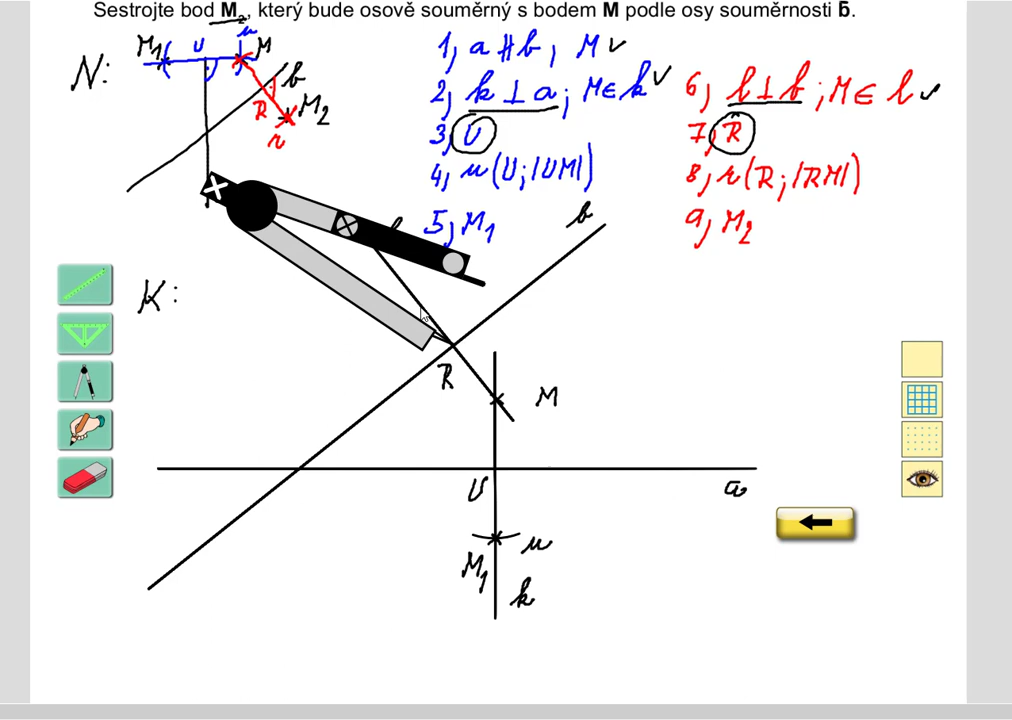 Sestrojte bod M₂, který bude osově souměrný s bodem M podle osy souměrnosti b.
N:
M₁ U u M
b
R M₂
r
1, a ∦ b, M ✓
2, k ⊥ a; M ∈ k ✓
3, U
4, u (U; |UM|)
5, M₁
6, l ⊥ b; M ∈ l ✓
7, R
8, r (R; |RM|)
9, M₂
K:
l b
R
M
U a
u
M₁
k